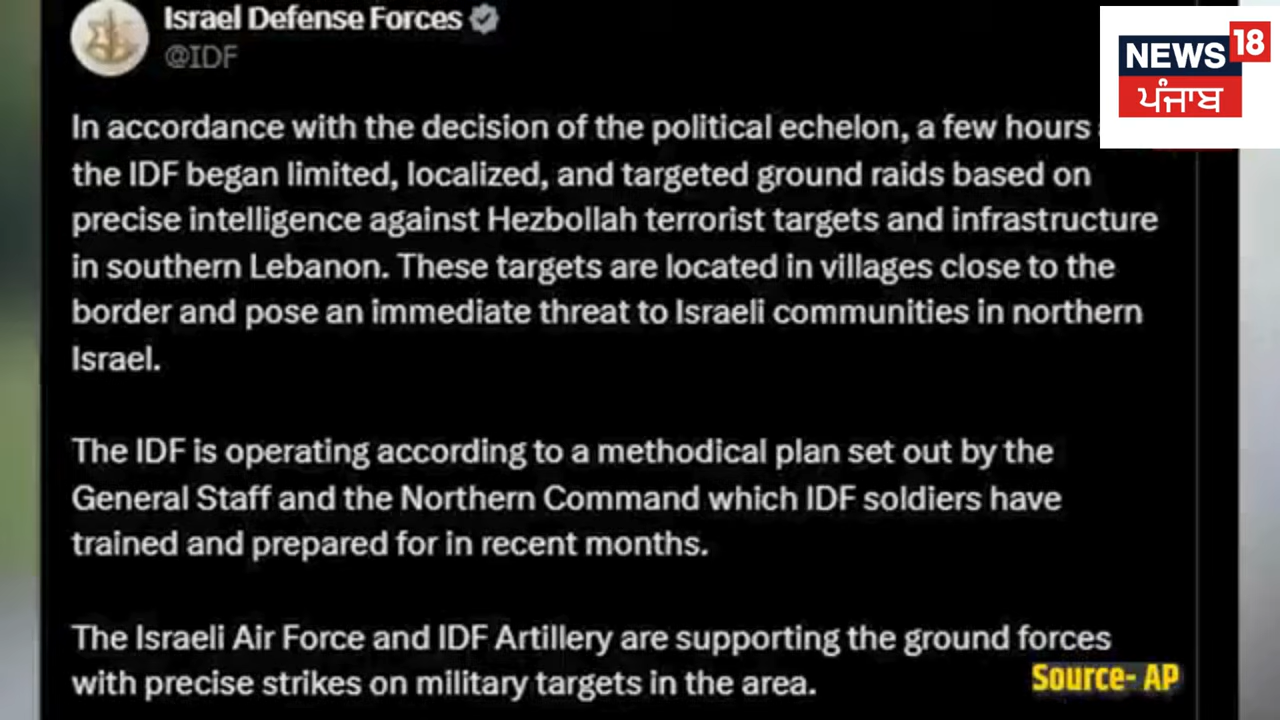 Israel Defense Forces
@IDF
NEWS 18
ਪੰਜਾਬ
In accordance with the decision of the political echelon, a few hours
the IDF began limited, localized, and targeted ground raids based on
precise intelligence against Hezbollah terrorist targets and infrastructure
in southern Lebanon. These targets are located in villages close to the
border and pose an immediate threat to Israeli communities in northern
Israel.
The IDF is operating according to a methodical plan set out by the
General Staff and the Northern Command which IDF soldiers have
trained and prepared for in recent months.
The Israeli Air Force and IDF Artillery are supporting the ground forces
with precise strikes on military targets in the area.
Source- AP